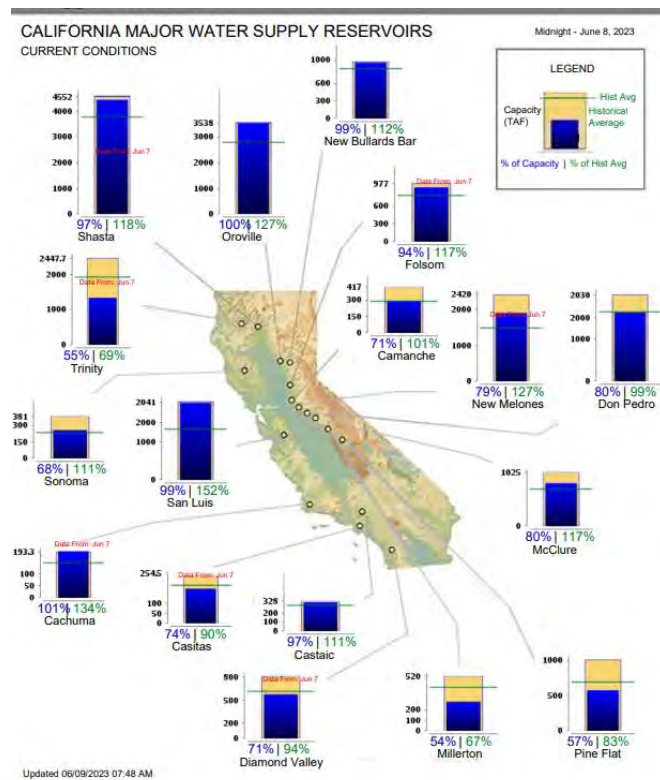 CALIFORNIA MAJOR WATER SUPPLY RESERVOIRS
CURRENT CONDITIONS
Midnight - June 8, 2023
LEGEND
Capacity
(TAF)
Hist Avg
Historical
Average
% of Capacity | % of Hist Avg
4552
4000
3000
2000
1000
0
Data From: Jun 7
97% | 118%
Shasta
3538
3000
2000
1000
0
100% | 127%
Oroville
1000
600
300
0
99% | 112%
New Bullards Bar
977
600
300
0
Data From: Jun 7
94% | 117%
Folsom
2447.7
2000
1000
0
Data From: Jun 7
55% | 69%
Trinity
417
300
150
0
71% | 101%
Camanche
2420
2000
1000
0
Data From: Jun 7
79% | 127%
New Melones
2030
1000
0
80% | 99%
Don Pedro
381
300
150
0
68% | 111%
Sonoma
2041
2000
1000
0
99% | 152%
San Luis
1025
0
80% | 117%
McClure
193.3
100
50
0
Data From: Jun 7
101% | 134%
Cachuma
254.5
100
50
0
Data From: Jun 7
74% | 90%
Casitas
100
0
97% | 111%
Castaic
800
500
0
Data From: Jun 7
71% | 94%
Diamond Valley
520
200
100
0
54% | 67%
Millerton
1000
500
0
57% | 83%
Pine Flat
Updated 06/09/2023 07:48 AM